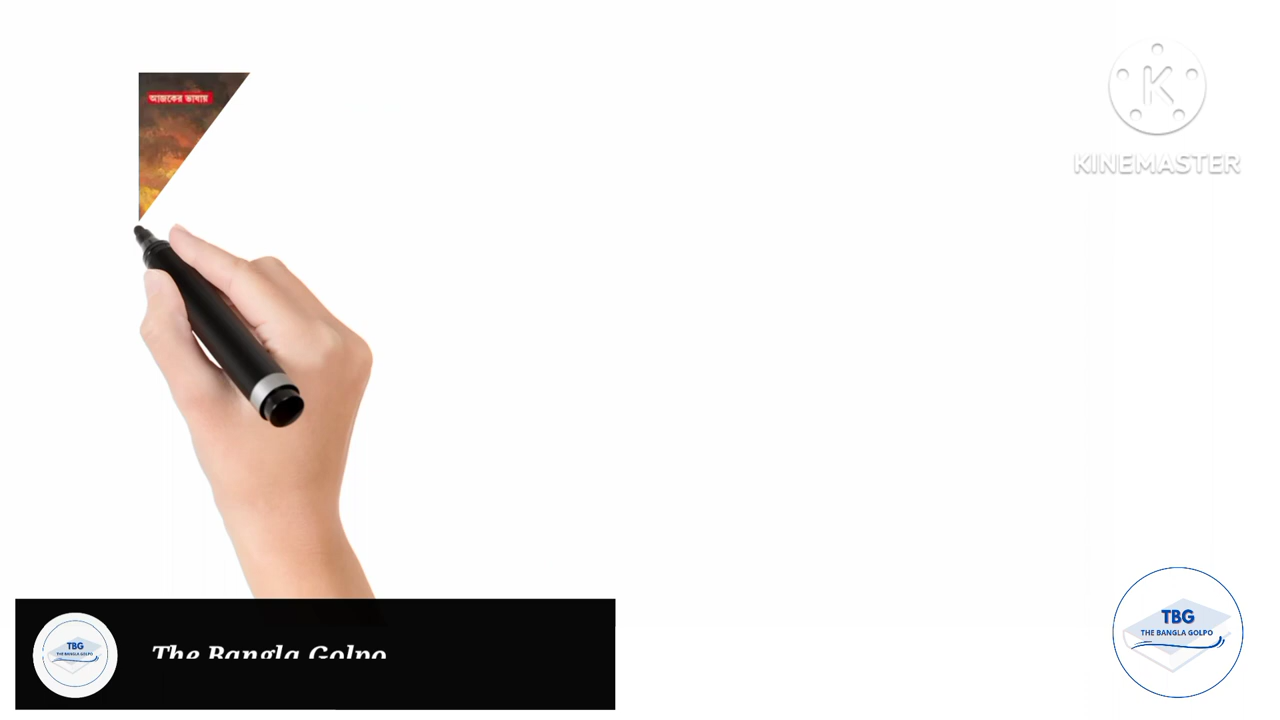 আজকের ভাষায়
K
KINEMASTER
TBG
THE BANGLA GOLPO
The Bangla Golpo
TBG
THE BANGLA GOLPO